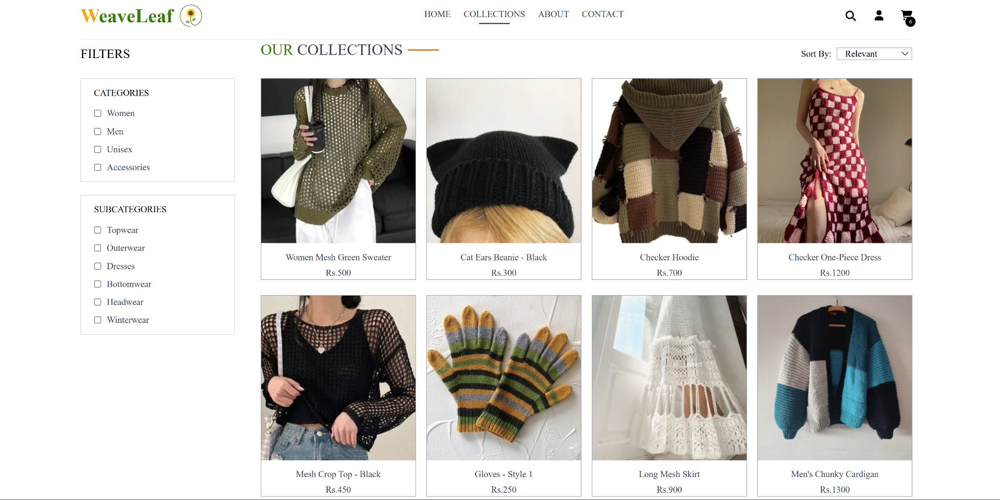 WeaveLeaf
HOME COLLECTIONS ABOUT CONTACT
6
FILTERS
CATEGORIES
Women
Men
Unisex
Accessories
SUBCATEGORIES
Topwear
Outerwear
Dresses
Bottomwear
Headwear
Winterwear
OUR COLLECTIONS
Sort By: Relevant
Women Mesh Green Sweater
Rs.500
Cat Ears Beanie - Black
Rs.300
Checker Hoodie
Rs.700
Checker One-Piece Dress
Rs.1200
Mesh Crop Top - Black
Rs.450
Gloves - Style 1
Rs.250
Long Mesh Skirt
Rs.900
Men's Chunky Cardigan
Rs.1300